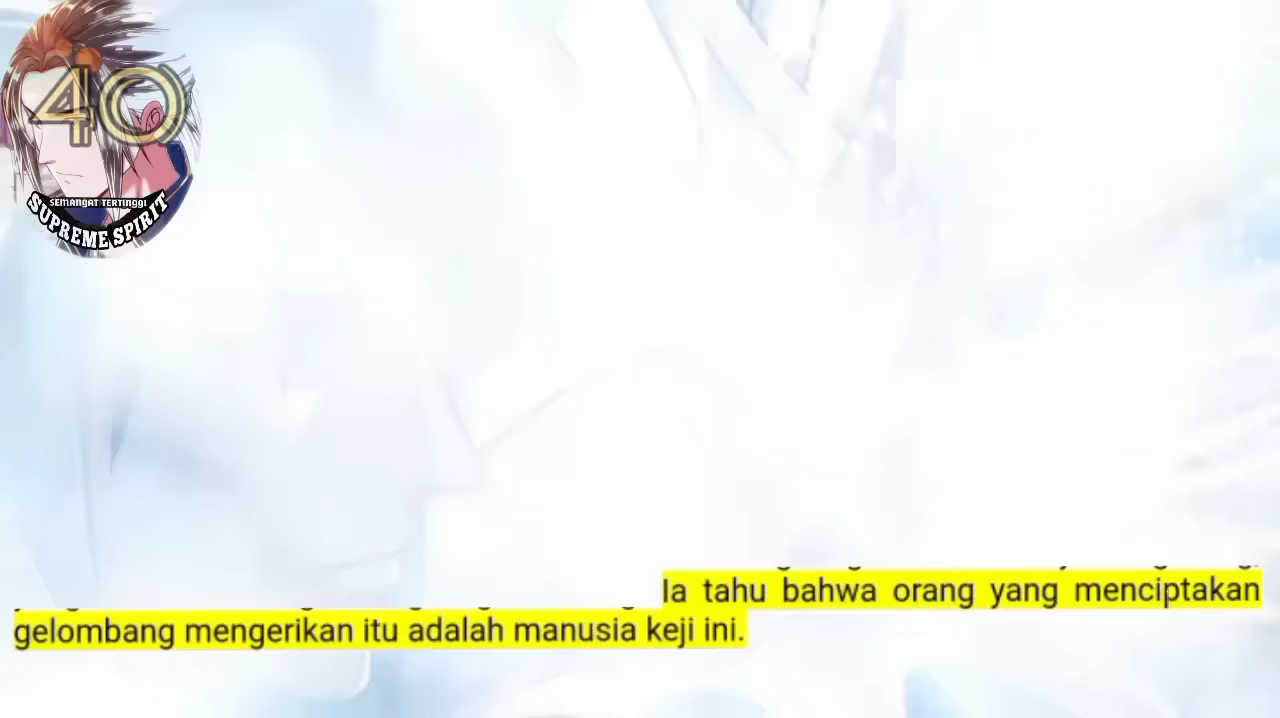 40
SEMANGAT TERTINGGI
SUPREME SPIRIT
Ia tahu bahwa orang yang menciptakan
gelombang mengerikan itu adalah manusia keji ini.